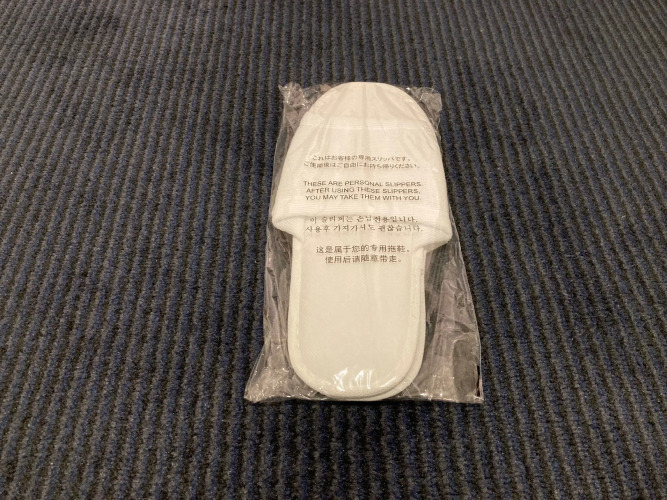 これはお客様の専用スリッパです。
ご使用後はご自由にお持ち帰りください。
THESE ARE PERSONAL SLIPPERS.
AFTER USING THESE SLIPPERS,
YOU MAY TAKE THEM WITH YOU.
이 슬리퍼는 손님전용입니다.
사용후 가지가셔도 괜찮습니다.
这是属于您的专用拖鞋,
使用后请随意带走。